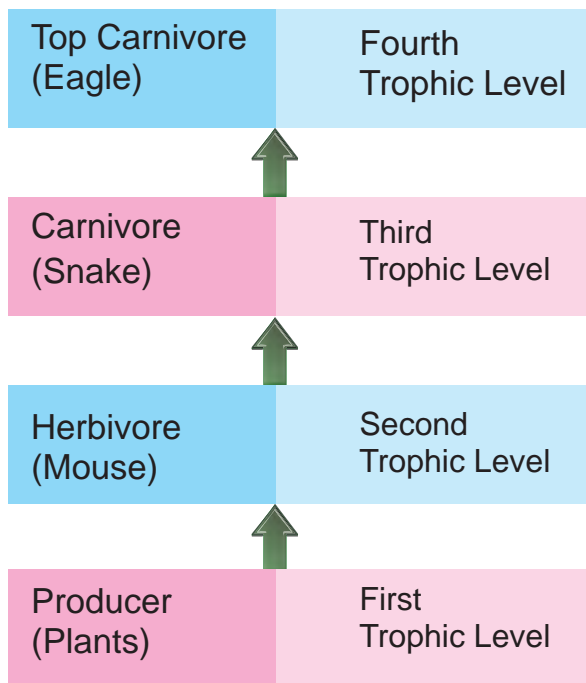 Top Carnivore
(Eagle)
Fourth
Trophic Level
Carnivore
(Snake)
Third
Trophic Level
Herbivore
(Mouse)
Second
Trophic Level
Producer
(Plants)
First
Trophic Level